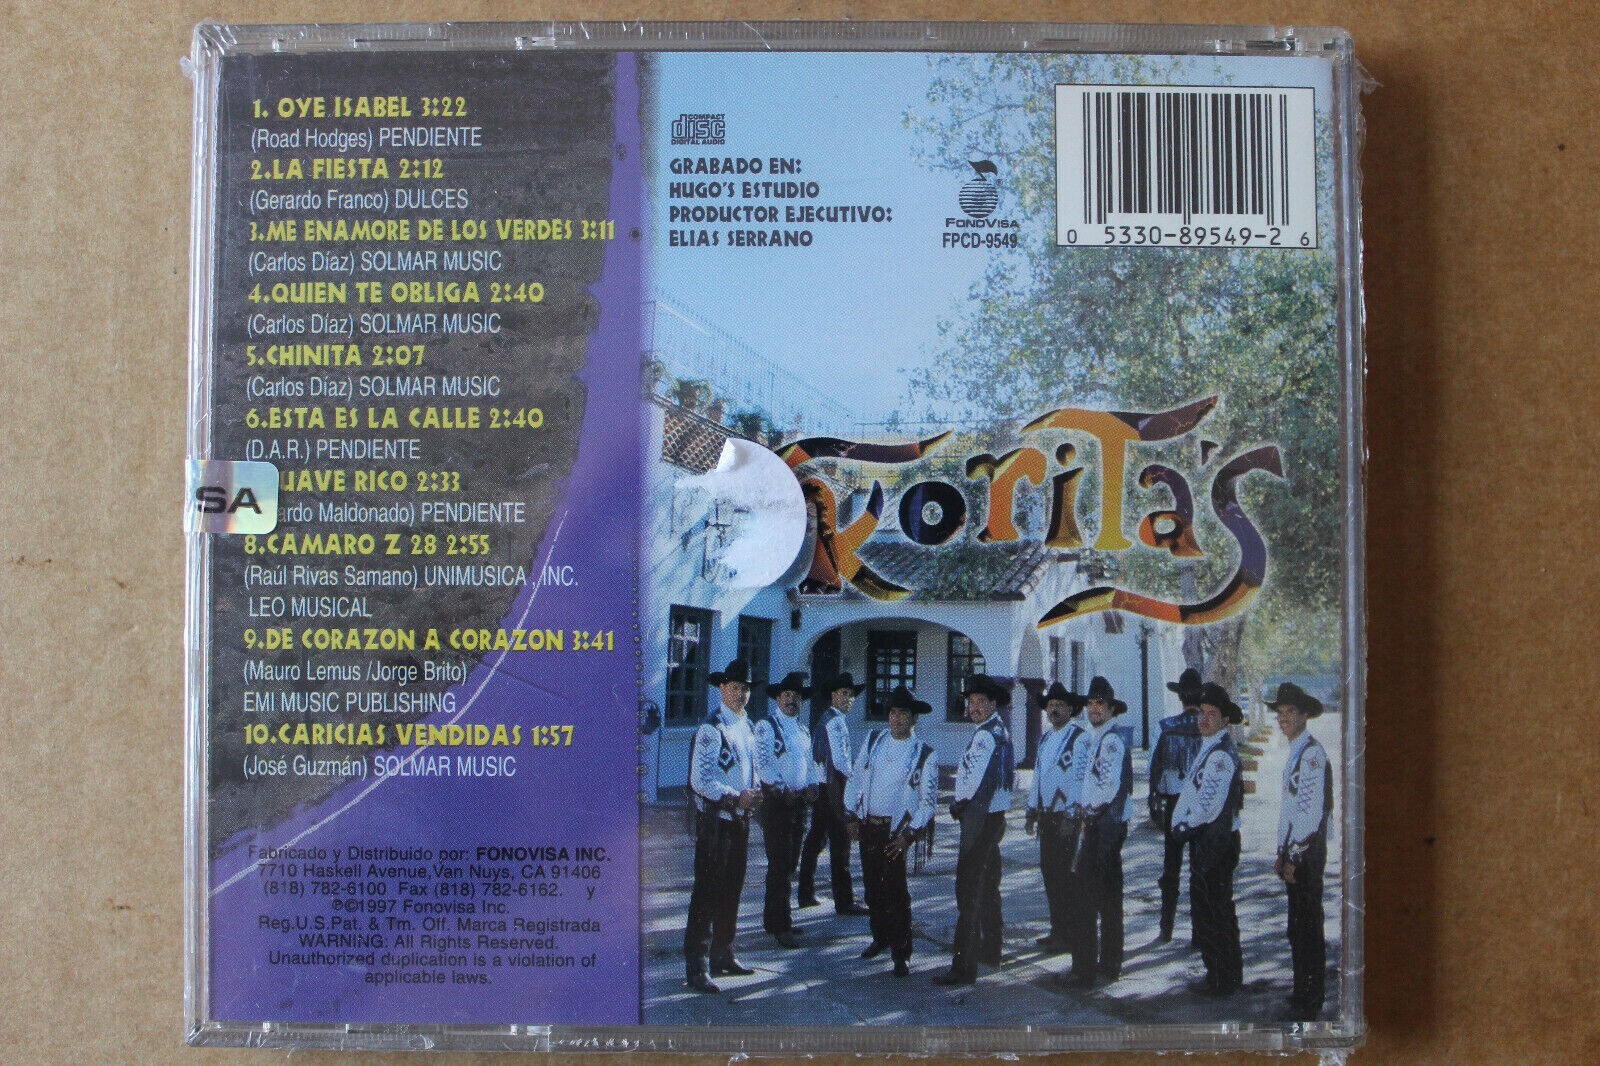 1. OYE ISABEL 3:22
(Road Hodges) PENDIENTE
2.LA FIESTA 2:12
(Gerardo Franco) DULCES
3.ME ENAMORE DE LOS VERDES 3:11
(Carlos Díaz) SOLMAR MUSIC
4.QUIEN TE OBLIGA 2:40
(Carlos Díaz) SOLMAR MUSIC
5.CHINITA 2:07
(Carlos Díaz) SOLMAR MUSIC
6.ESTA ES LA CALLE 2:40
(D.A.R.) PENDIENTE
RICO 2:33
Maldonado) PENDIENTE
8.CAMARO Z 28 2:55
(Raúl Rivas Samano) UNIMUSICA , INC.
LEO MUSICAL
9.DE CORAZON A CORAZON 3:41
(Mauro Lemus /Jorge Brito)
EMI MUSIC PUBLISHING
10.CARICIAS VENDIDAS 1:57
(José Guzmán) SOLMAR MUSIC
SA
Fabricado y Distribuido por: FONOVISA INC.
7710 Haskell Avenue,Van Nuys, CA 91406
(818) 782-6100 Fax (818) 782-6162. y
℗©1997 Fonovisa Inc.
Reg.U.S.Pat. & Tm. Off. Marca Registrada
WARNING: All Rights Reserved.
Unauthorized duplication is a violation of
applicable laws.
COMPACT
disc
DIGITAL AUDIO
GRABADO EN:
HUGO'S ESTUDIO
PRODUCTOR EJECUTIVO:
ELIAS SERRANO
FONOVISA
FPCD-9549
0 5330-89549-2 6
KoriTa's